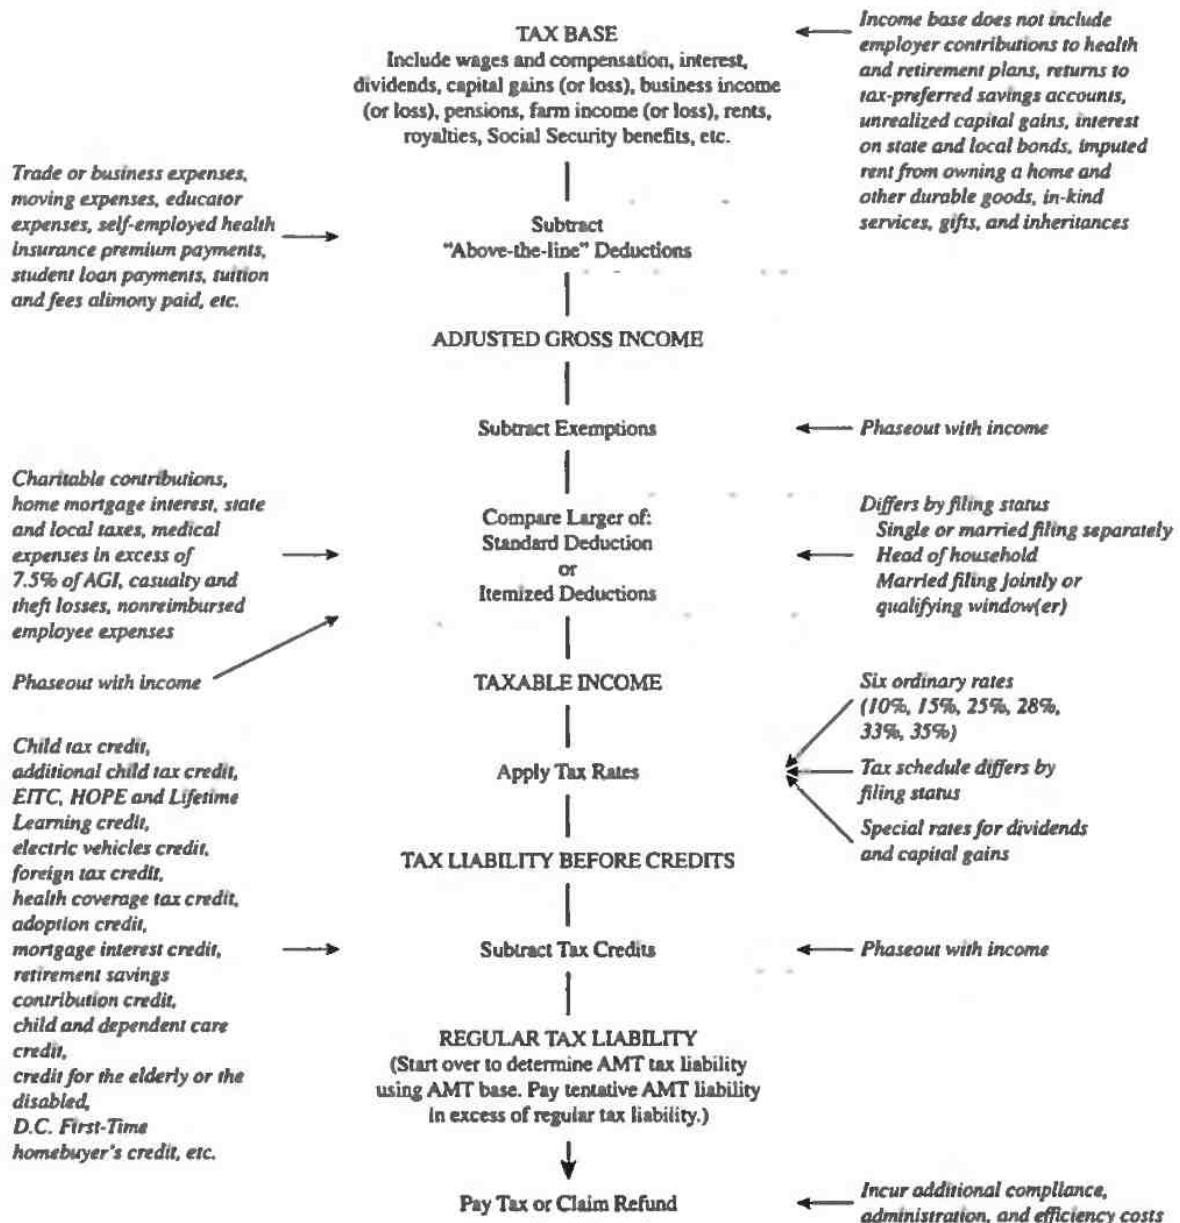 TAX BASE
Include wages and compensation, interest,
dividends, capital gains (or loss), business income
(or loss), pensions, farm income (or loss), rents,
royalties, Social Security benefits, etc.
Income base does not include
employer contributions to health
and retirement plans, returns to
tax-preferred savings accounts,
unrealized capital gains, interest
on state and local bonds, imputed
rent from owning a home and
other durable goods, in-kind
services, gifts, and inheritances
Trade or business expenses,
moving expenses, educator
expenses, self-employed health
insurance premium payments,
student loan payments, tuition
and fees alimony paid, etc.
Subtract
"Above-the-line" Deductions
ADJUSTED GROSS INCOME
Subtract Exemptions
Phaseout with income
Charitable contributions,
home mortgage interest, state
and local taxes, medical
expenses in excess of
7.5% of AGI, casualty and
theft losses, nonreimbursed
employee expenses
Phaseout with income
Compare Larger of:
Standard Deduction
or
Itemized Deductions
Differs by filing status
Single or married filing separately
Head of household
Married filing jointly or
qualifying window(er)
TAXABLE INCOME
Apply Tax Rates
Six ordinary rates
(10%, 15%, 25%, 28%,
33%, 35%)
Tax schedule differs by
filing status
Special rates for dividends
and capital gains
TAX LIABILITY BEFORE CREDITS
Child tax credit,
additional child tax credit,
EITC, HOPE and Lifetime
Learning credit,
electric vehicles credit,
foreign tax credit,
health coverage tax credit,
adoption credit,
mortgage interest credit,
retirement savings
contribution credit,
child and dependent care
credit,
credit for the elderly or the
disabled,
D.C. First-Time
homebuyer's credit, etc.
Subtract Tax Credits
Phaseout with income
REGULAR TAX LIABILITY
(Start over to determine AMT tax liability
using AMT base. Pay tentative AMT liability
in excess of regular tax liability.)
Pay Tax or Claim Refund
Incur additional compliance,
administration, and efficiency costs